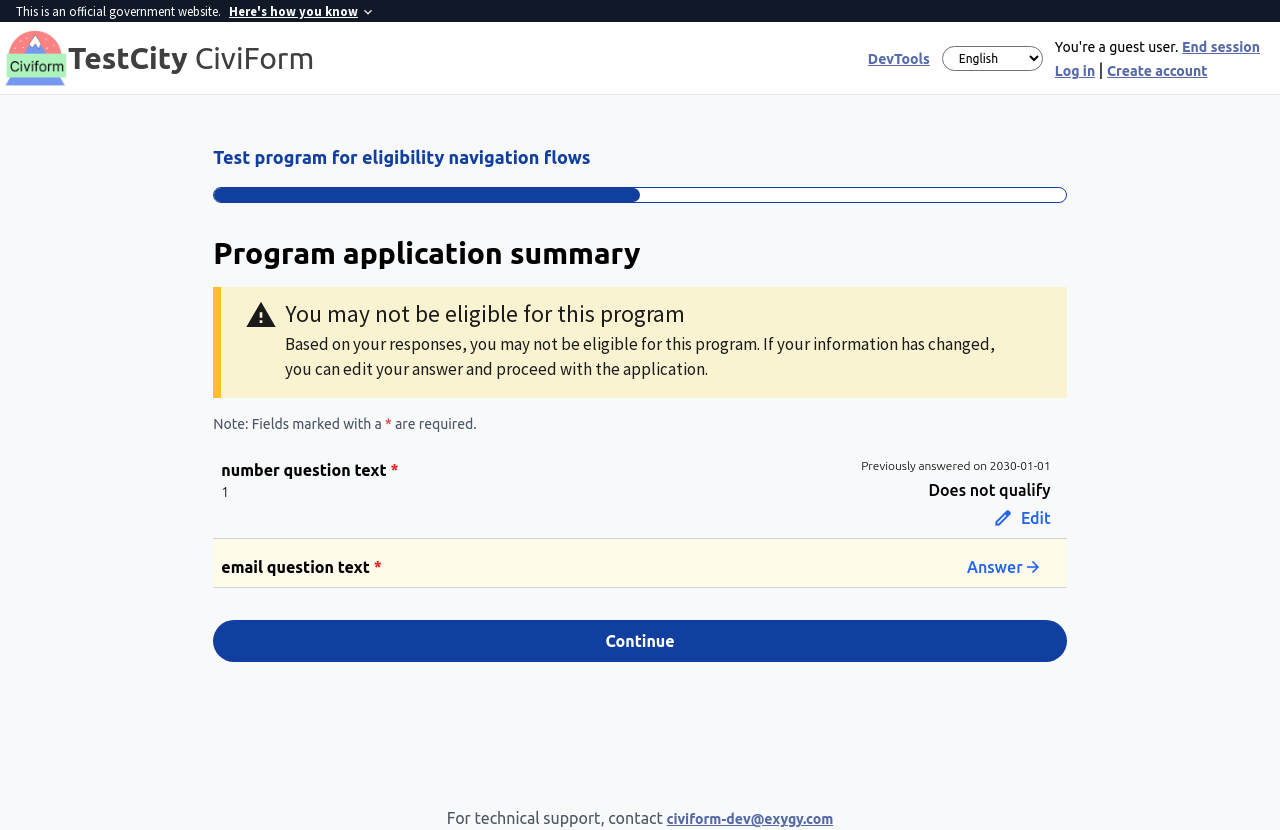 This is an official government website. Here's how you know
Civiform
TestCity CiviForm
DevTools
English
You're a guest user. End session
Log in | Create account
Test program for eligibility navigation flows
Program application summary
You may not be eligible for this program
Based on your responses, you may not be eligible for this program. If your information has changed,
you can edit your answer and proceed with the application.
Note: Fields marked with a * are required.
number question text *
Previously answered on 2030-01-01
1
Does not qualify
Edit
email question text *
Answer
Continue
For technical support, contact civiform-dev@exygy.com